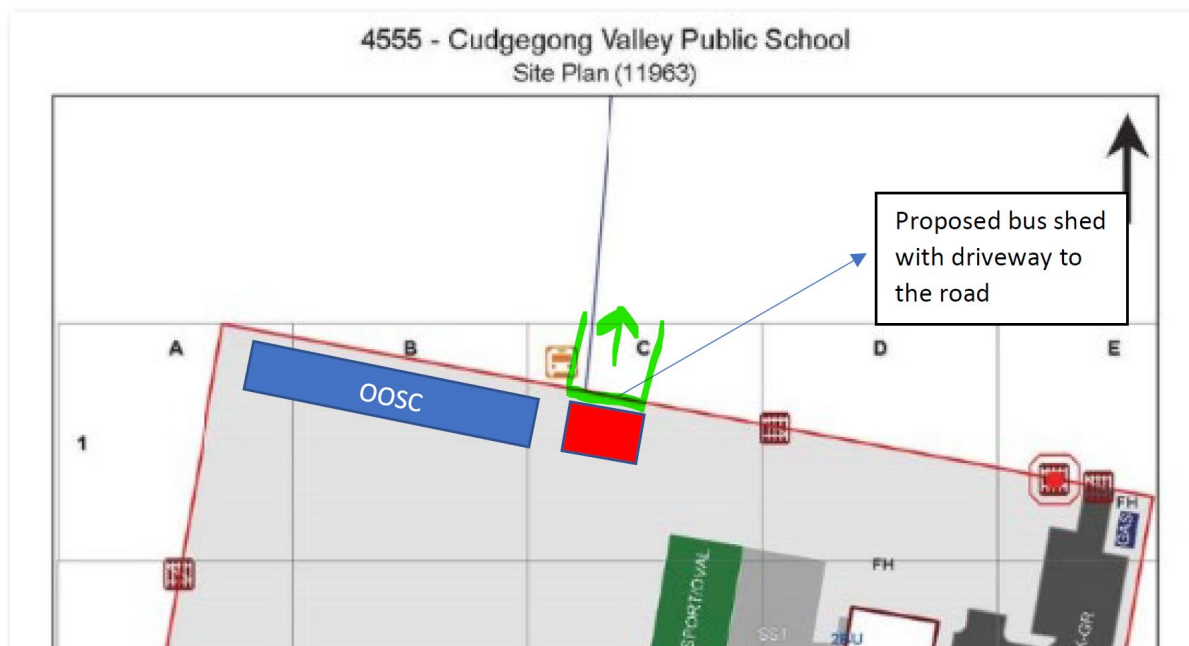 4555 - Cudgegong Valley Public School
Site Plan (11963)
Proposed bus shed
with driveway to
the road
A
B
C
D
E
OOSC
1
FH
GAS
FH
SPORT/OVAL
SS1
K-GR